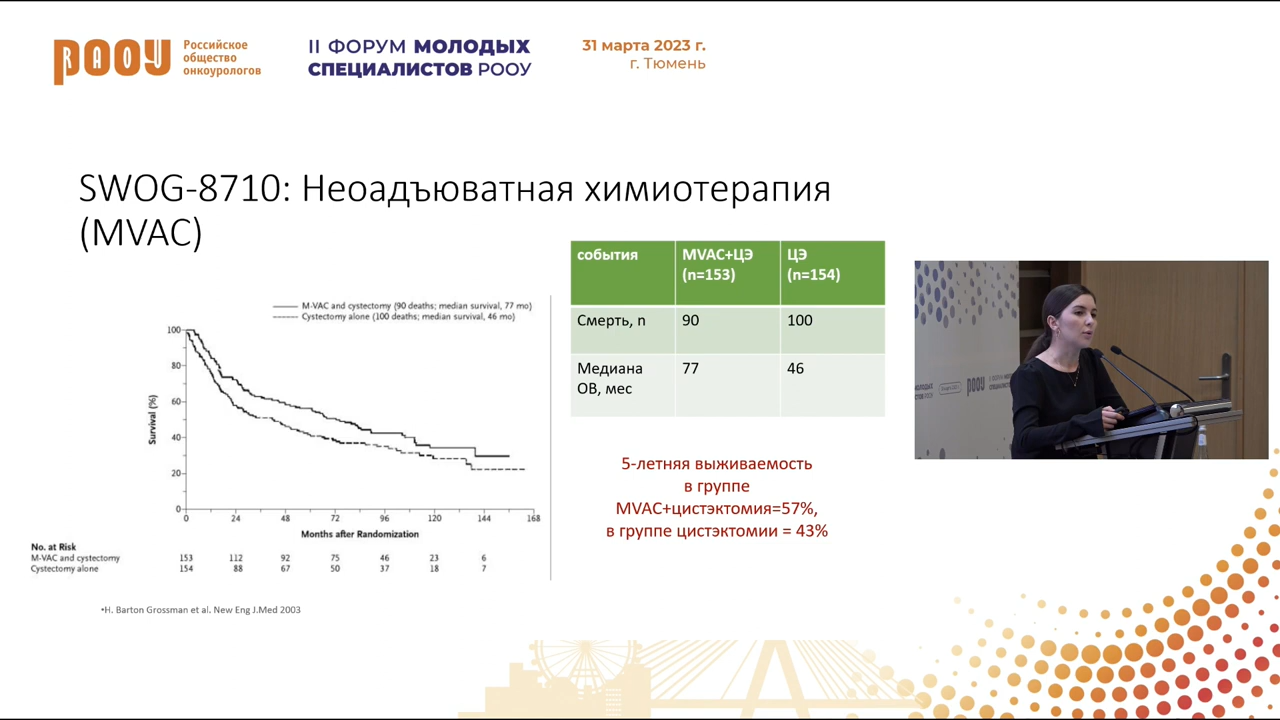 РООУ
RAOU
Российское
общество
онкоурологов
II ФОРУМ МОЛОДЫХ
СПЕЦИАЛИСТОВ РООУ
31 марта 2023 г.
г. Тюмень
SWOG-8710: Неоадъюватная химиотерапия
(MVAC)
M-VAC and cystectomy (90 deaths; median survival, 77 mo)
Cystectomy alone (100 deaths; median survival, 46 mo)
Survival (%)
100
80
60
40
20
0
0 24 48 72 96 120 144 168
Months after Randomization
No. at Risk
M-VAC and cystectomy 153 112 92 75 46 23 6
Cystectomy alone 154 88 67 50 37 18 7
события MVAC+ЦЭ (n=153) ЦЭ (n=154)
Смерть, n 90 100
Медиана ОВ, мес 77 46
5-летняя выживаемость
в группе
MVAC+цистэктомия=57%,
в группе цистэктомии = 43%
•H. Barton Grossman et al. New Eng J.Med 2003